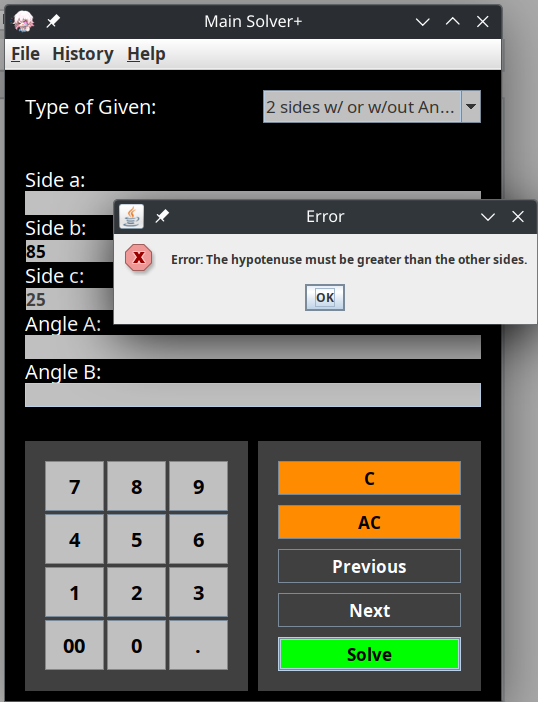 Main Solver+
File History Help
Type of Given:
2 sides w/ or w/out An...
Side a:
Side b:
85
Side c:
25
Angle A:
Angle B:
Error
Error: The hypotenuse must be greater than the other sides.
OK
7 8 9
4 5 6
1 2 3
00 0 .
C
AC
Previous
Next
Solve